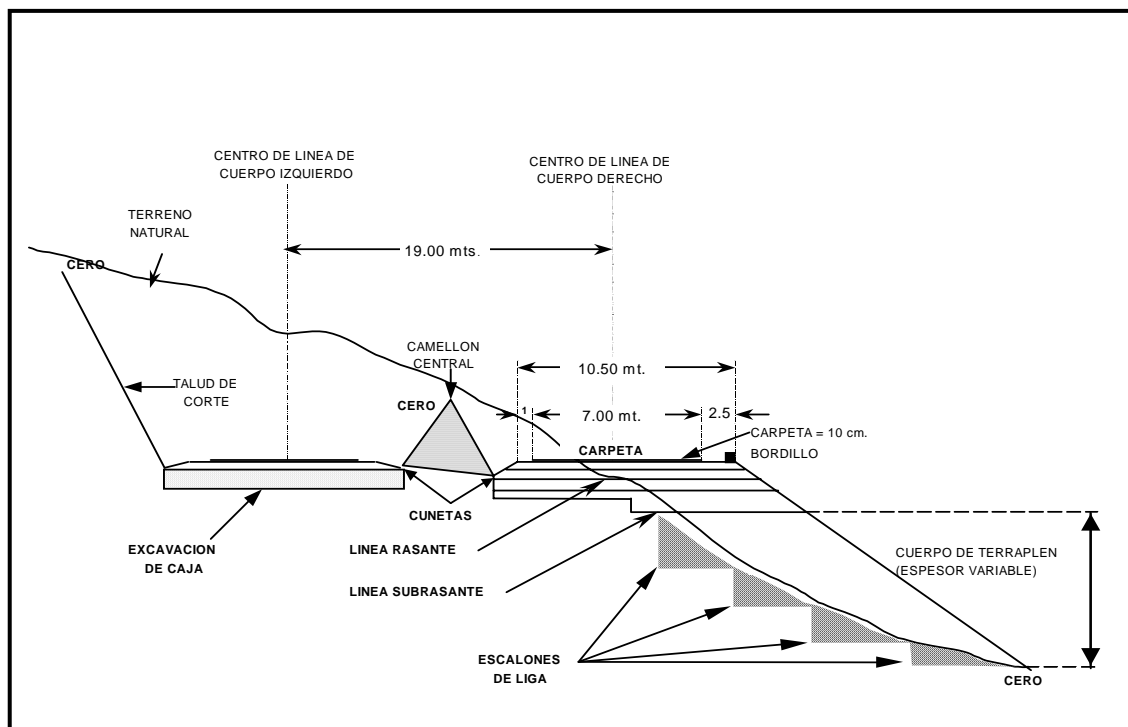 CENTRO DE LINEA DE
CUERPO IZQUIERDO
CENTRO DE LINEA DE
CUERPO DERECHO
TERRENO
NATURAL
19.00 mts.
CERO
CAMELLON
CENTRAL
10.50 mt.
TALUD DE
CORTE
CERO
1
7.00 mt.
2.5
CARPETA = 10 cm.
CARPETA
BORDILLO
CUNETAS
EXCAVACION
DE CAJA
LINEA RASANTE
CUERPO DE TERRAPLEN
(ESPESOR VARIABLE)
LINEA SUBRASANTE
ESCALONES
DE LIGA
CERO